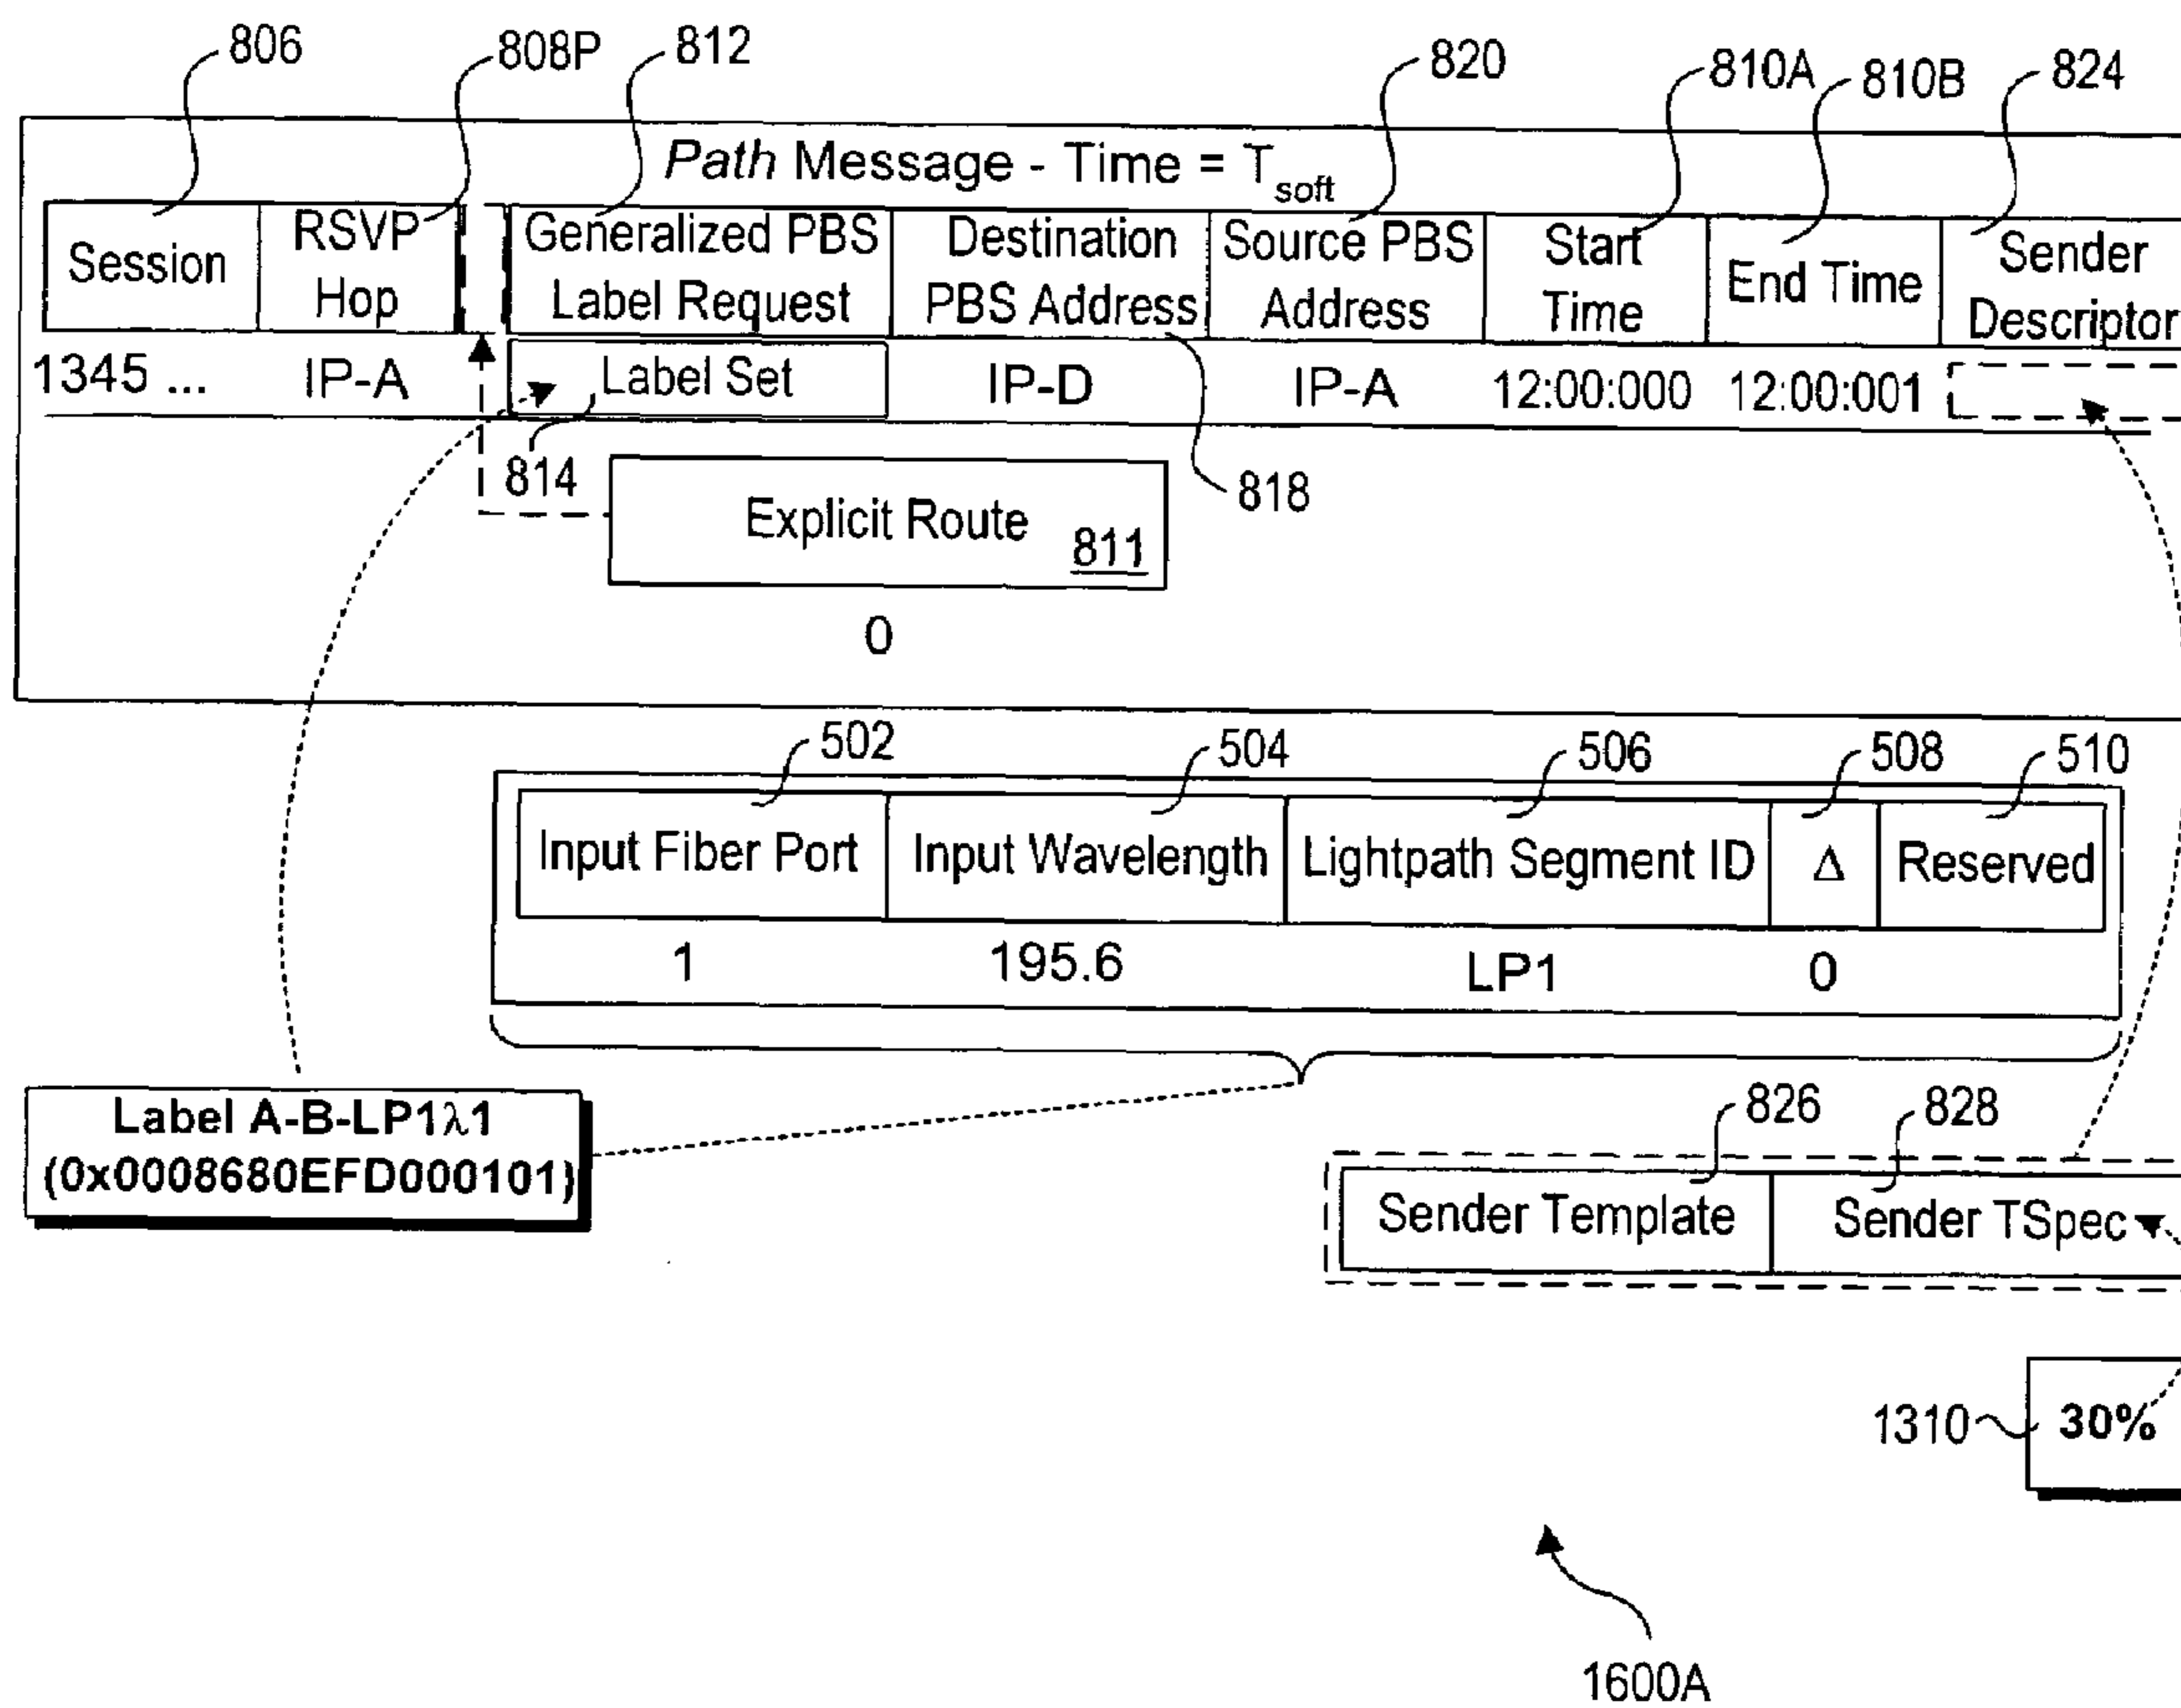 806 808P 812 820 810A 810B 824
Path Message - Time = Tsoft
Session
RSVP
Hop
Generalized PBS
Label Request
Destination
PBS Address
Source PBS
Address
Start
Time
End Time
Sender
Descriptor
1345 ... IP-A Label Set IP-D IP-A 12:00:000 12:00:001
814
818
Explicit Route 811
0
502 504 506 508 510
Input Fiber Port Input Wavelength Lightpath Segment ID Δ Reserved
1 195.6 LP1 0
Label A-B-LP1λ1
(0x0008680EFD000101)
826 828
Sender Template Sender TSpec
1310 30%
1600A